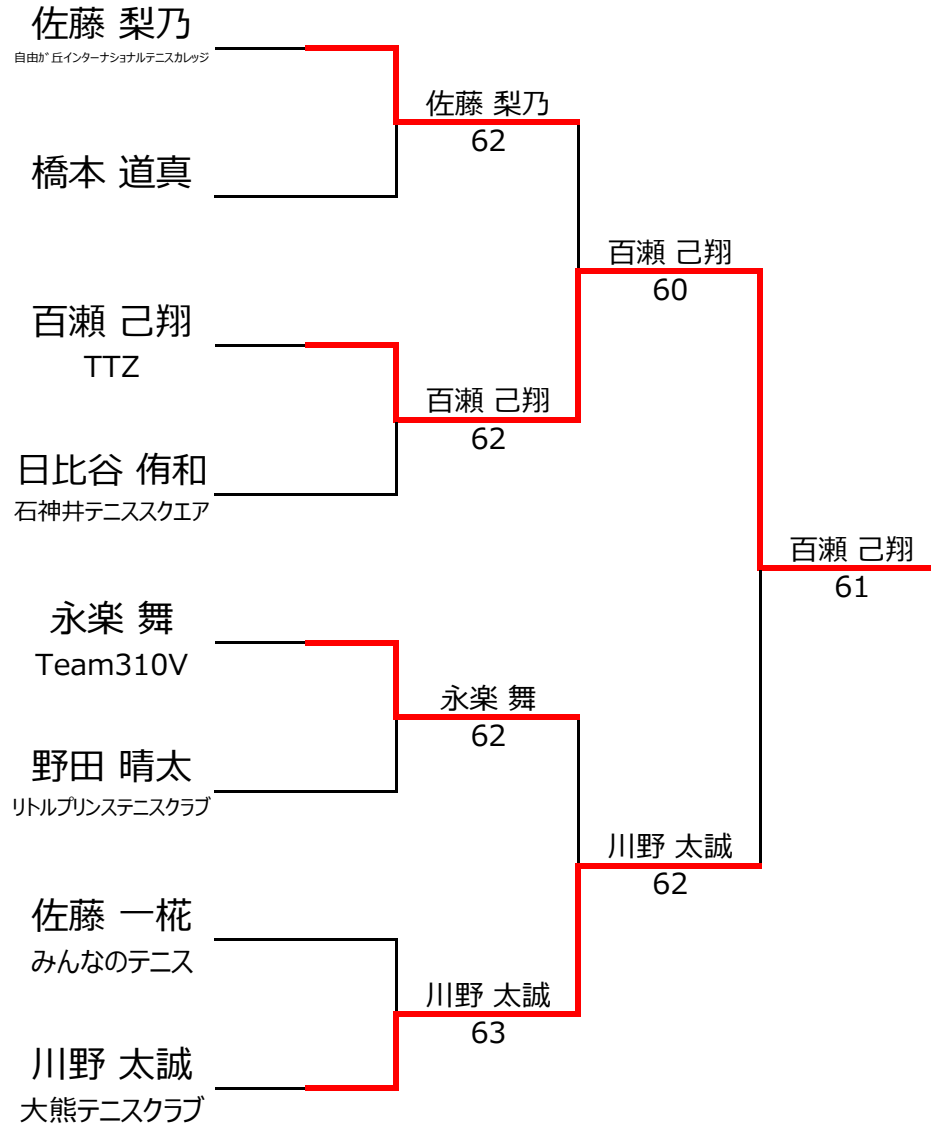 佐藤 梨乃
自由が丘インターナショナルテニスカレッジ
橋本 道真
百瀬 己翔
TTZ
日比谷 侑和
石神井テニススクエア
永楽 舞
Team310V
野田 晴太
リトルプリンステニスクラブ
佐藤 一椛
みんなのテニス
川野 太誠
大熊テニスクラブ
佐藤 梨乃
62
百瀬 己翔
62
永楽 舞
62
川野 太誠
63
百瀬 己翔
60
川野 太誠
62
百瀬 己翔
61